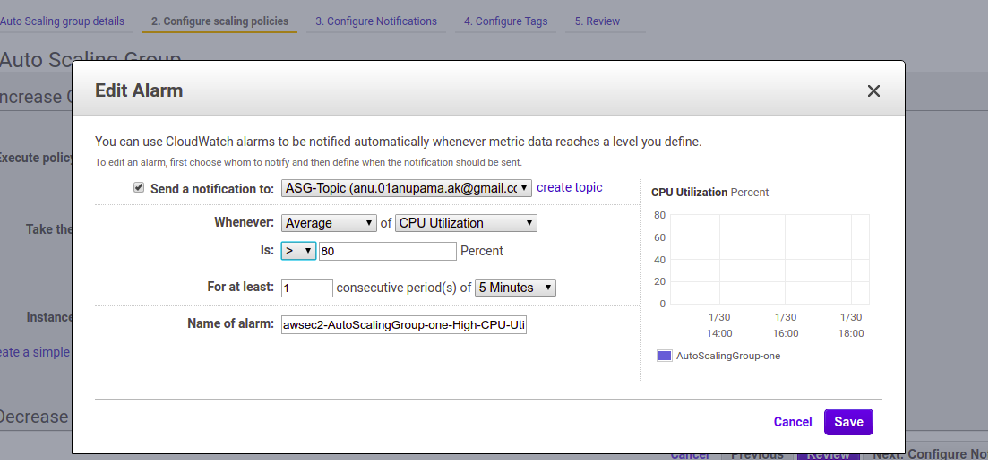 Auto Scaling group details 2. Configure scaling policies 3. Configure Notifications 4. Configure Tags 5. Review
Auto Scaling Group
Increase
Edit Alarm
You can use CloudWatch alarms to be notified automatically whenever metric data reaches a level you define.
To edit an alarm, first choose whom to notify and then define when the notification should be sent.
Execute policy
Send a notification to: ASG-Topic (anu.01anupama.ak@gmail.co create topic
CPU Utilization Percent
Take the
Whenever: Average of CPU Utilization
Is: > 80 Percent
For at least: 1 consecutive period(s) of 5 Minutes
80
60
40
20
0
1/30 1/30 1/30
14:00 16:00 18:00
Instance
Name of alarm: awsec2-AutoScalingGroup-one-High-CPU-Uti
eate a simple
AutoScalingGroup-one
Decrease
Cancel Save
Cancel Previous Review Next: Configure No